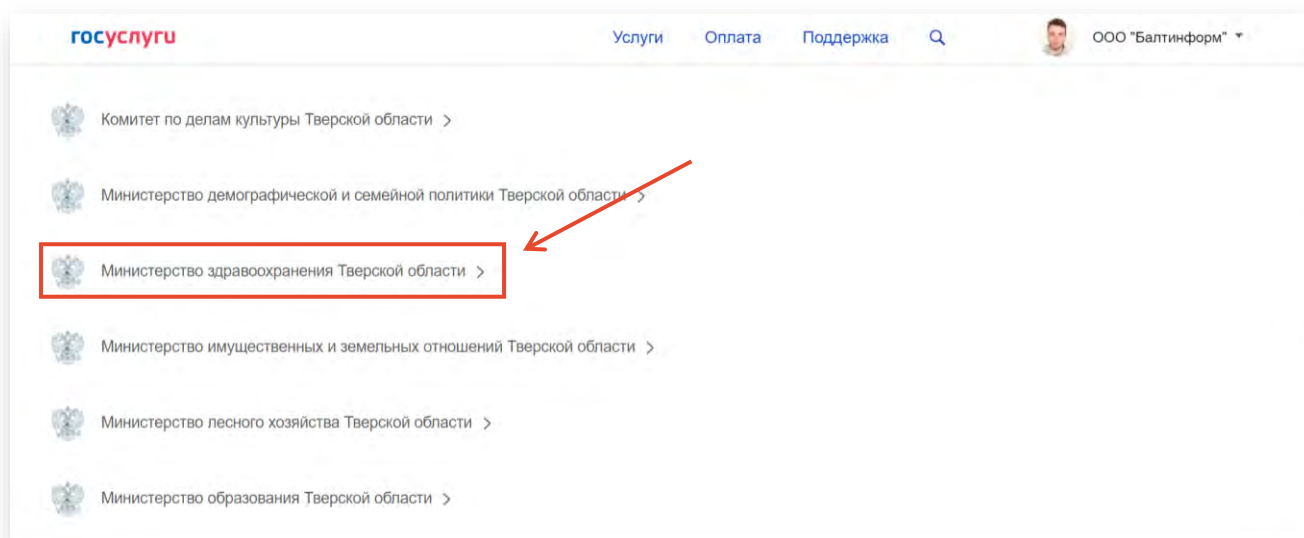 госуслуги Услуги Оплата Поддержка ООО "Балтинформ"
Комитет по делам культуры Тверской области
Министерство демографической и семейной политики Тверской области
Министерство здравоохранения Тверской области
Министерство имущественных и земельных отношений Тверской области
Министерство лесного хозяйства Тверской области
Министерство образования Тверской области